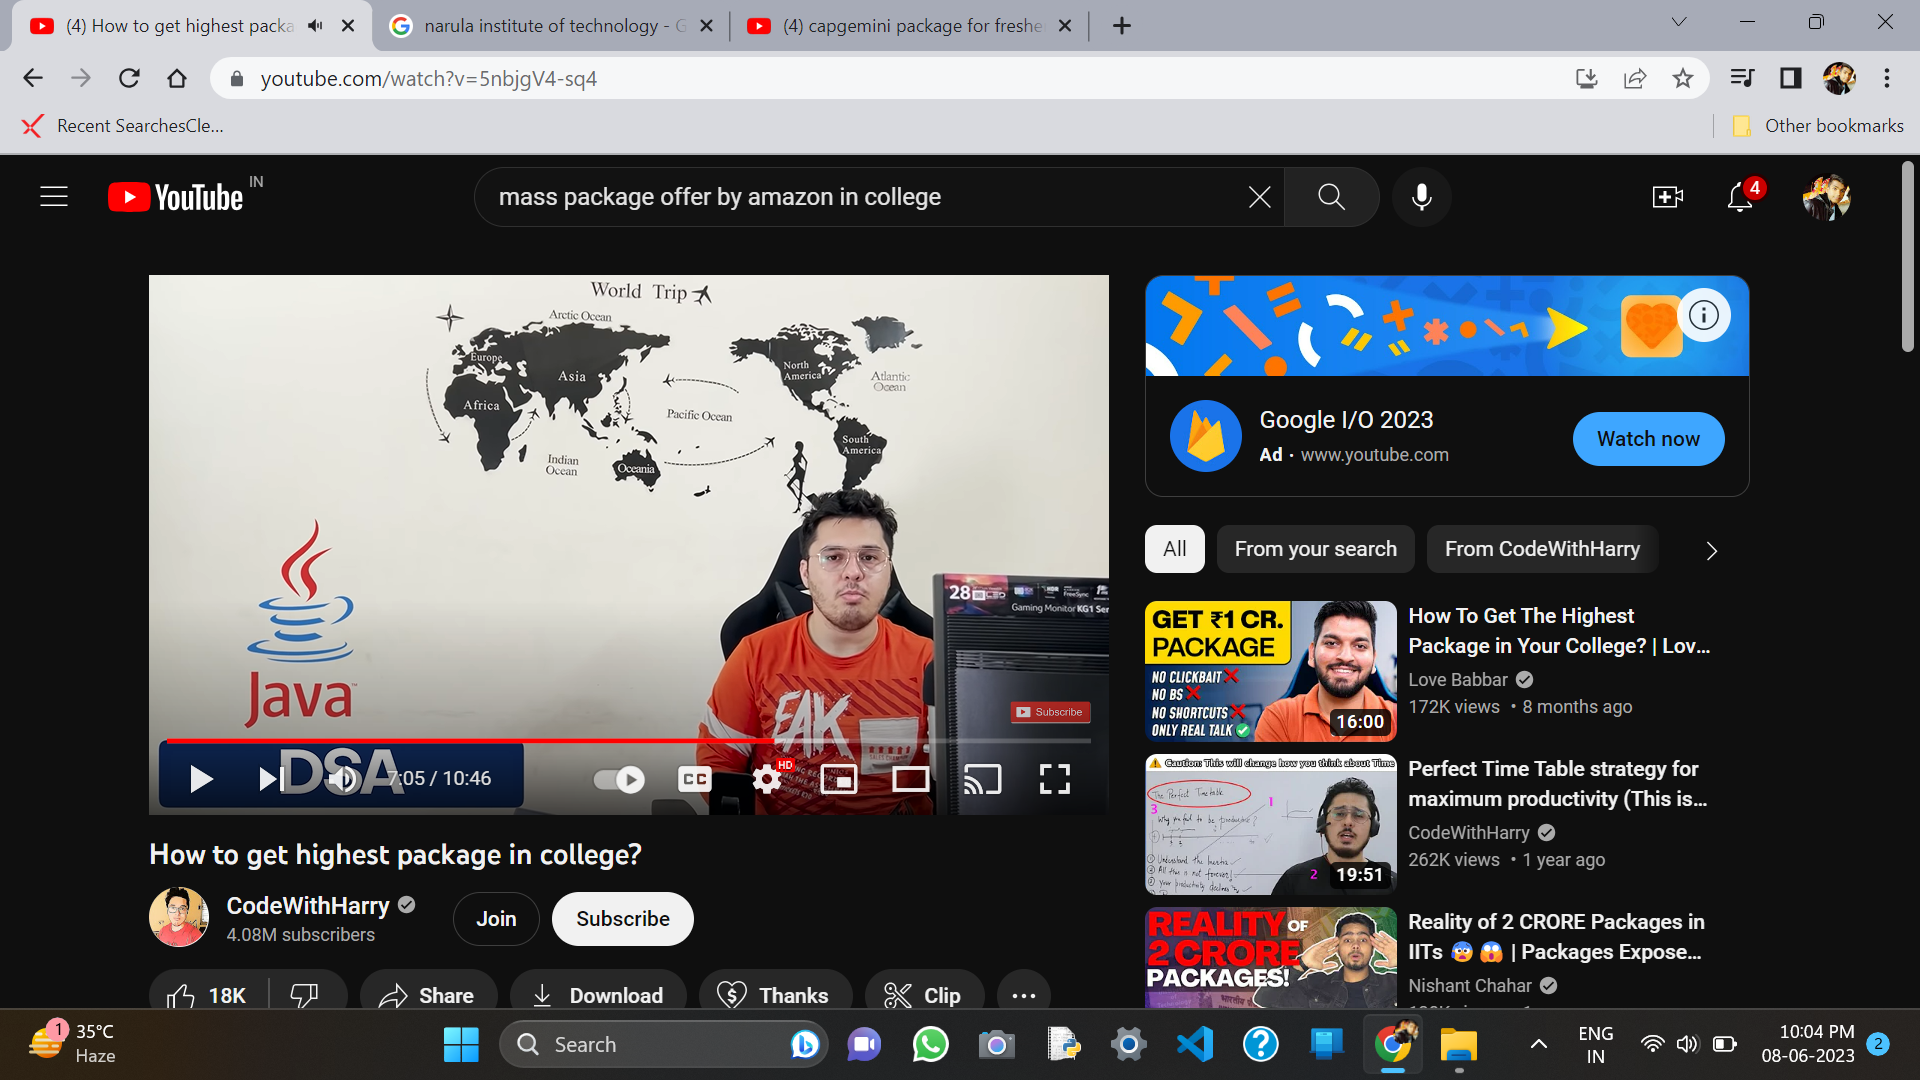 (4) How to get highest packa
narula institute of technology - G
(4) capgemini package for freshe
youtube.com/watch?v=5nbjgV4-sq4
Recent SearchesCle...
Other bookmarks
YouTube IN
mass package offer by amazon in college
4
World Trip
Arctic Ocean
Europe
Asia
Africa
North America
Atlantic Ocean
Pacific Ocean
South America
Indian Ocean
Oceania
Java
DSA
28
Gaming Monitor KG1 Ser
Subscribe
7:05 / 10:46
CC
HD
Google I/O 2023
Ad · www.youtube.com
Watch now
All
From your search
From CodeWithHarry
GET ₹1 CR.
PACKAGE
NO CLICKBAIT❌
NO BS❌
NO SHORTCUTS❌
ONLY REAL TALK✅
16:00
How To Get The Highest
Package in Your College? | Lov...
Love Babbar
172K views • 8 months ago
Caution: This will change how you think about Time
The Perfect Timetable
3
1
2
19:51
Perfect Time Table strategy for
maximum productivity (This is...
CodeWithHarry
262K views • 1 year ago
REALITY OF
2 CRORE
PACKAGES!
Reality of 2 CRORE Packages in
IITs 😰 😱 | Packages Expose...
Nishant Chahar
How to get highest package in college?
CodeWithHarry
4.08M subscribers
Join
Subscribe
18K
Share
Download
Thanks
Clip
...
1
35°C
Haze
Search
ENG
IN
10:04 PM
08-06-2023
2